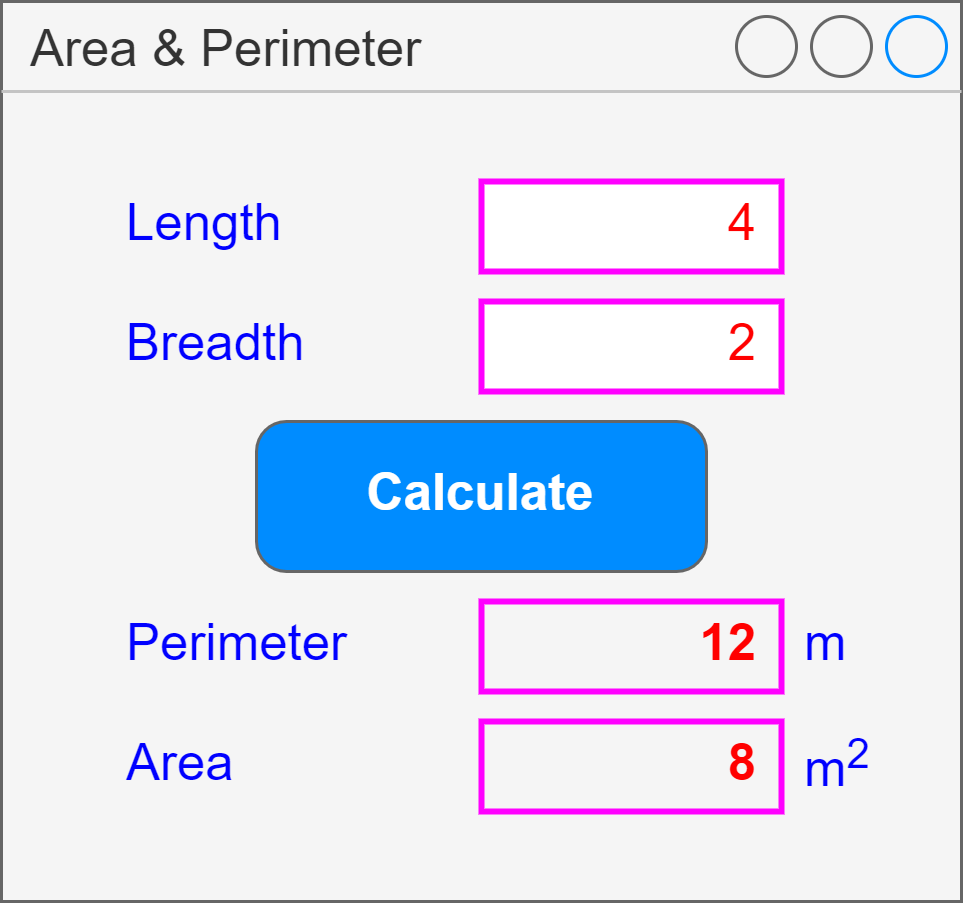 Area & Perimeter
Length 4
Breadth 2
Calculate
Perimeter 12 m
Area 8 m²